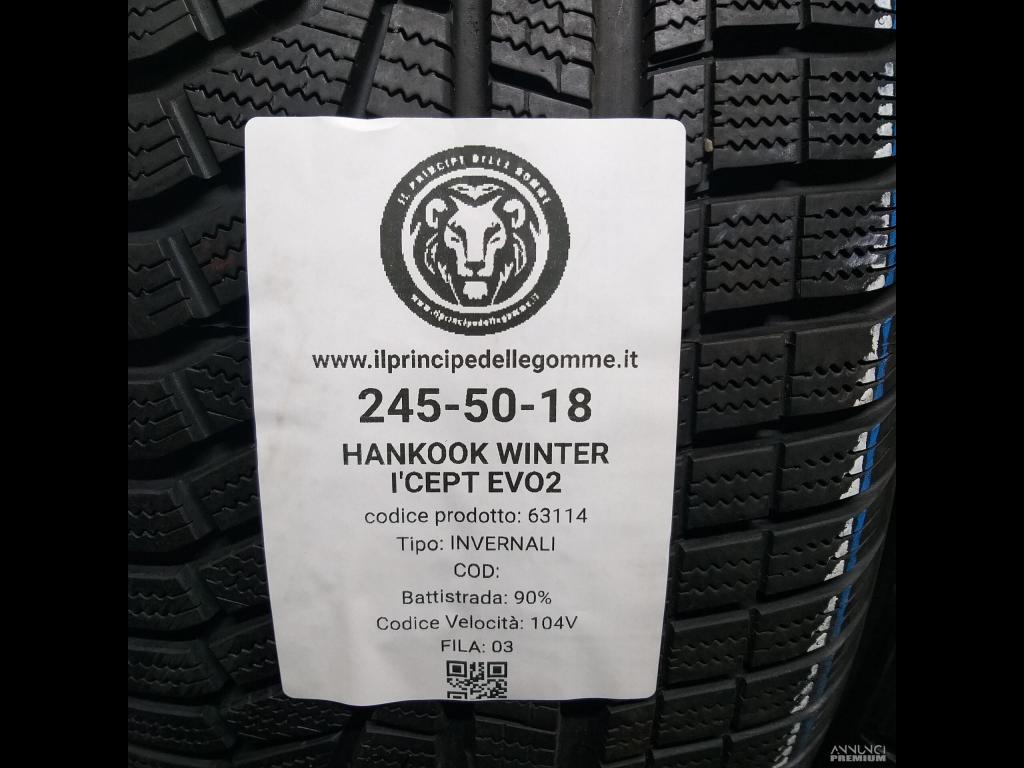 IL PRINCIPE DELLE GOMME
www.ilprincipedellegomme.it
www.ilprincipedellegomme.it
245-50-18
HANKOOK WINTER
I'CEPT EVO2
codice prodotto: 63114
Tipo: INVERNALI
COD:
Battistrada: 90%
Codice Velocità: 104V
FILA: 03
ANNUNCI
PREMIUM